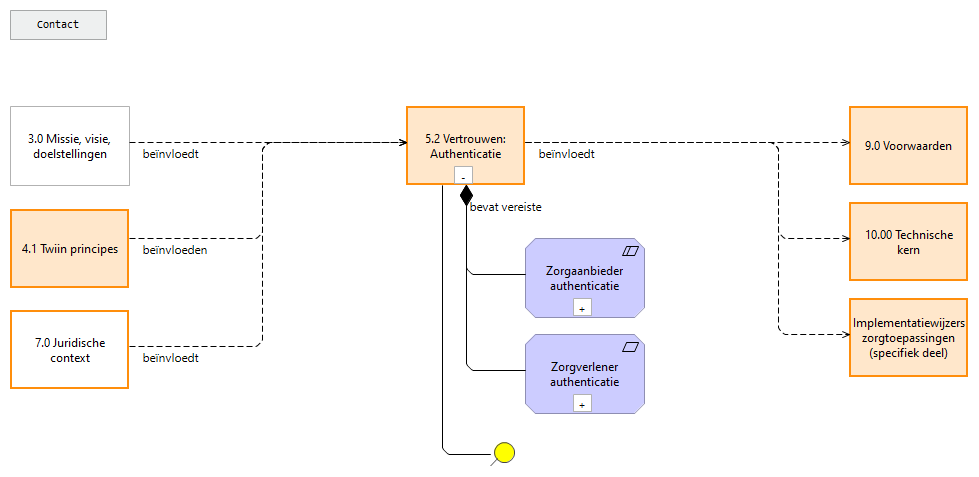 Contact
3.0 Missie, visie,
doelstellingen
beïnvloedt
4.1 Twiin principes
beïnvloeden
7.0 Juridische
context
beïnvloedt
5.2 Vertrouwen:
Authenticatie
-
beïnvloedt
bevat vereiste
Zorgaanbieder
authenticatie
+
Zorgverlener
authenticatie
+
9.0 Voorwaarden
10.00 Technische
kern
Implementatiewijzers
zorgtoepassingen
(specifiek deel)